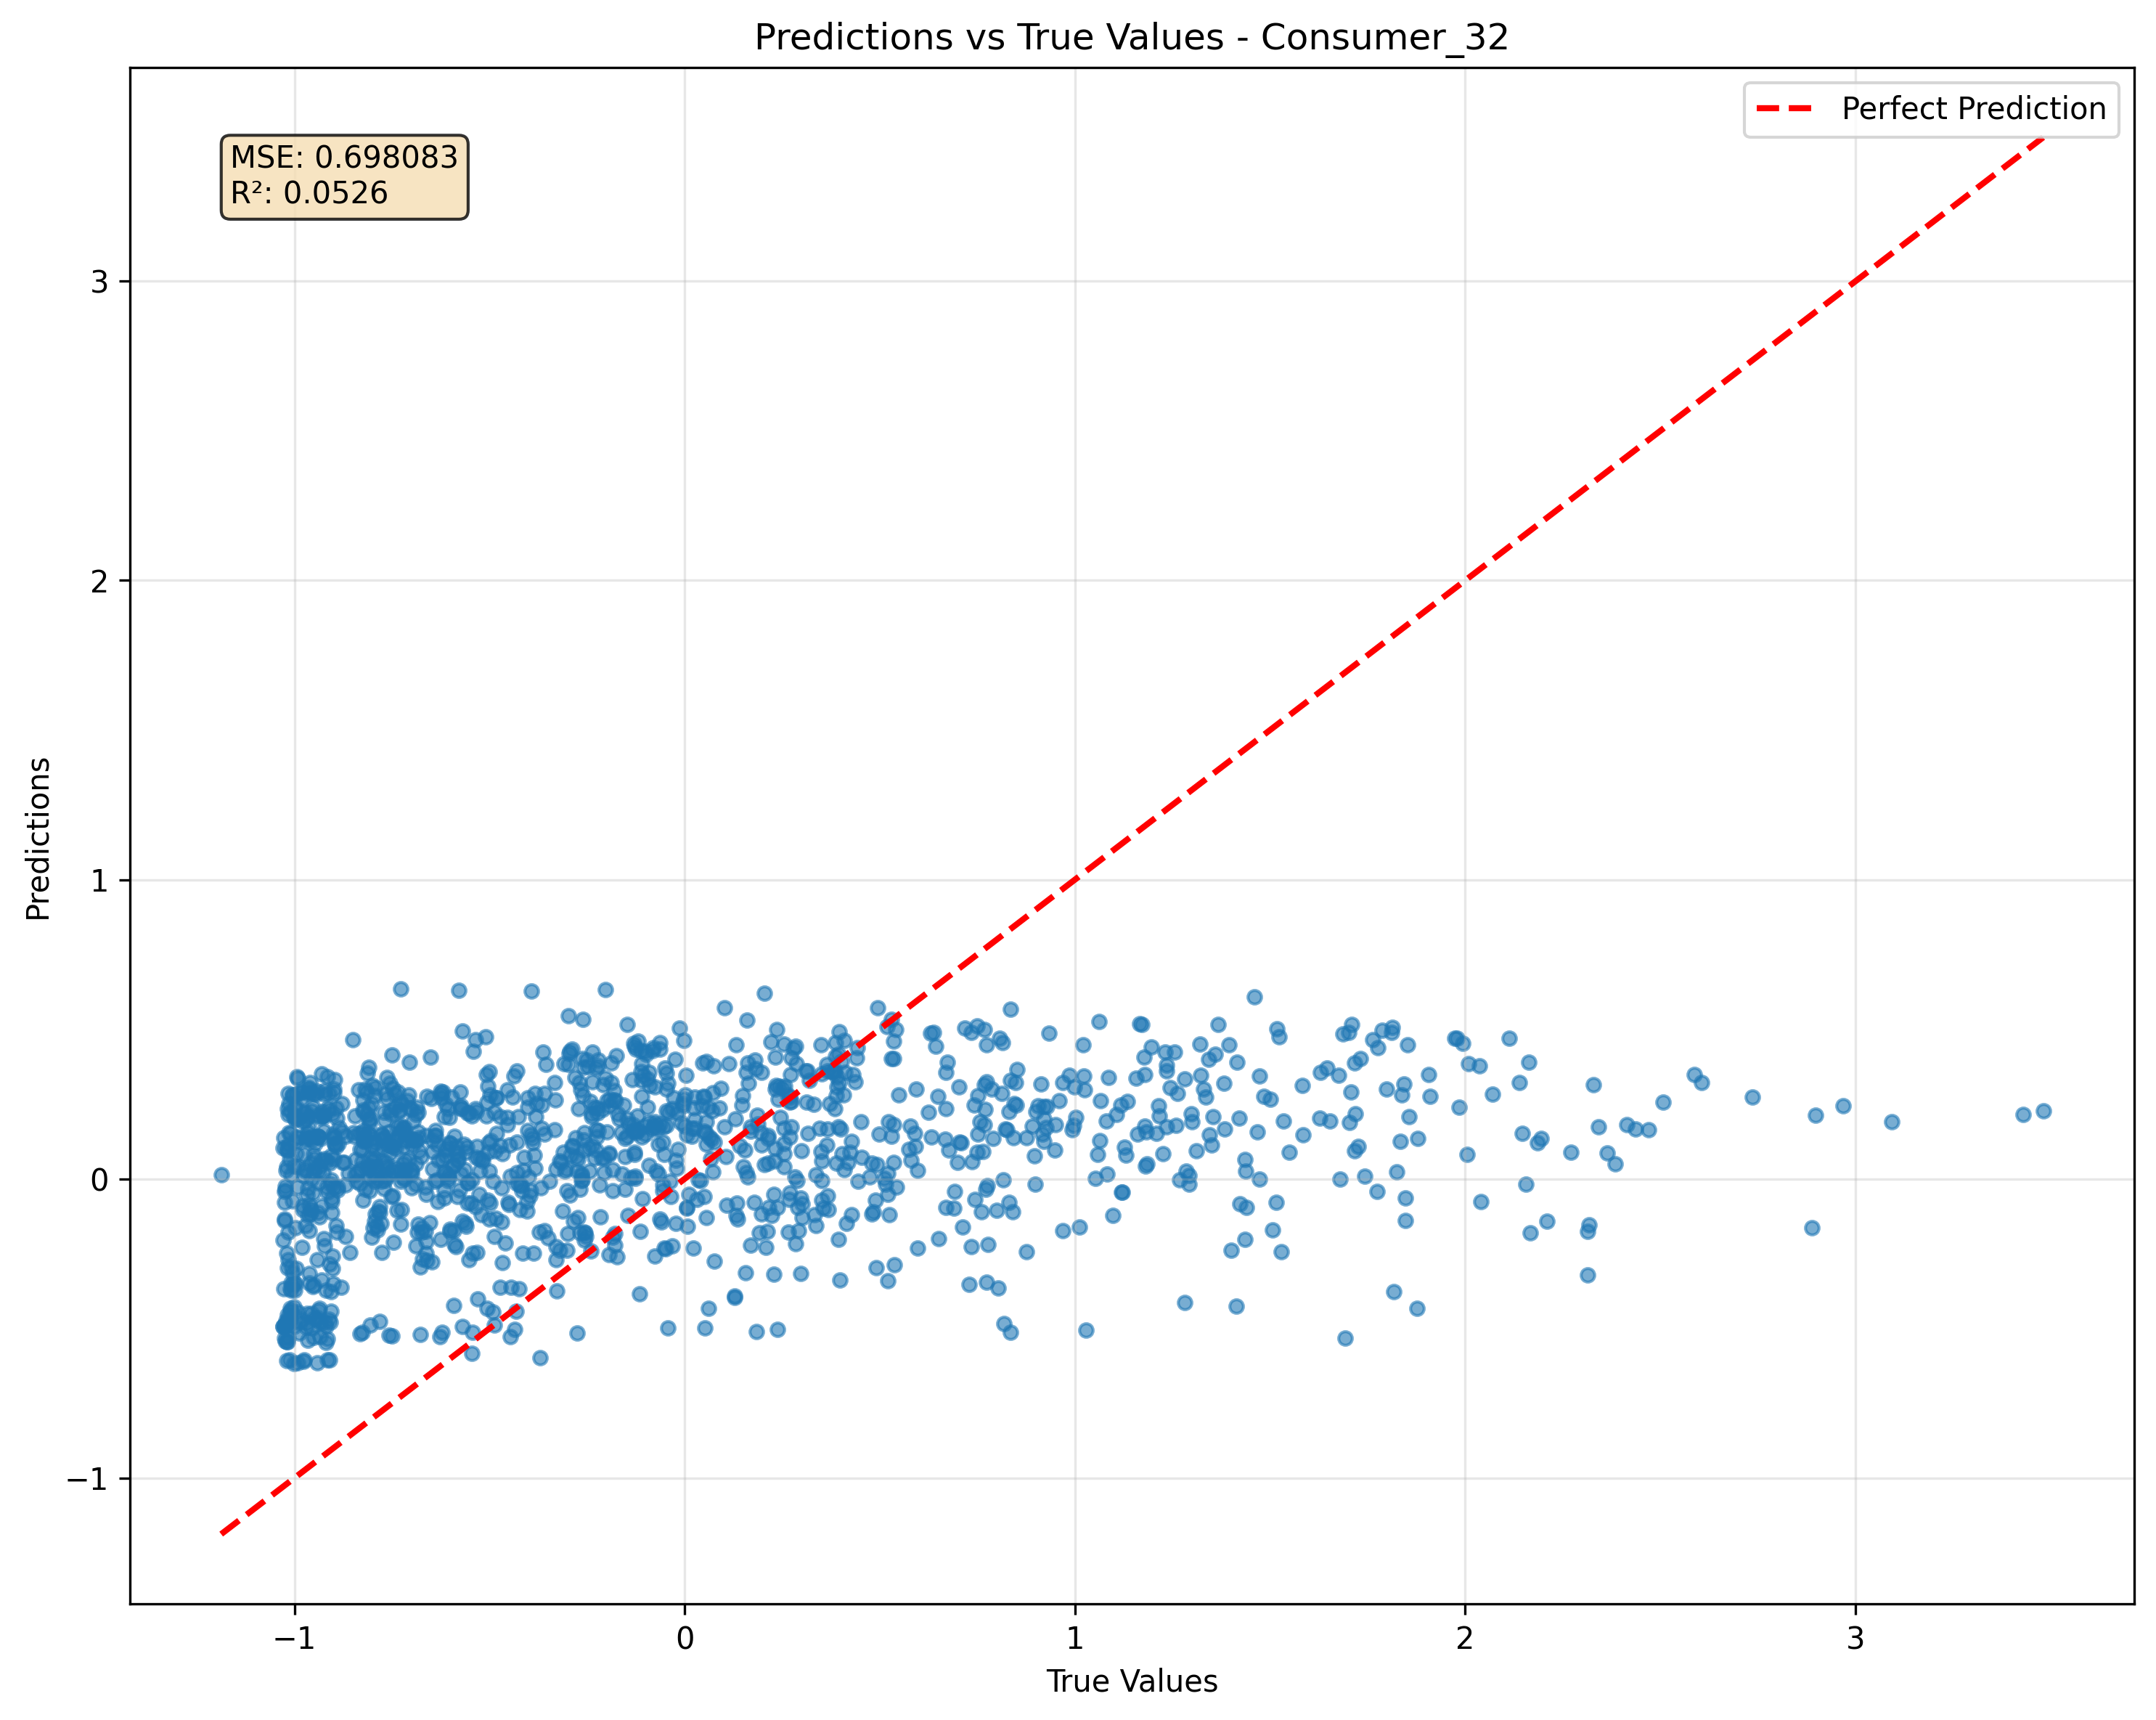 Predictions vs True Values - Consumer_32
Perfect Prediction
MSE: 0.698083
R²: 0.0526
3
2
1
0
−1
Predictions
−1
0
1
2
3
True Values